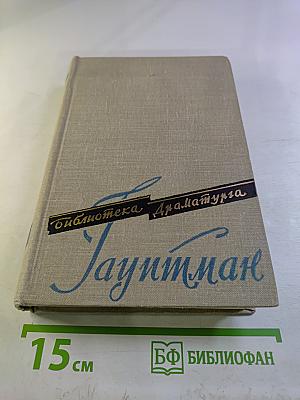 Библиотека Драматурга
Гауптман
15 см
БФ БИБЛИОФАН